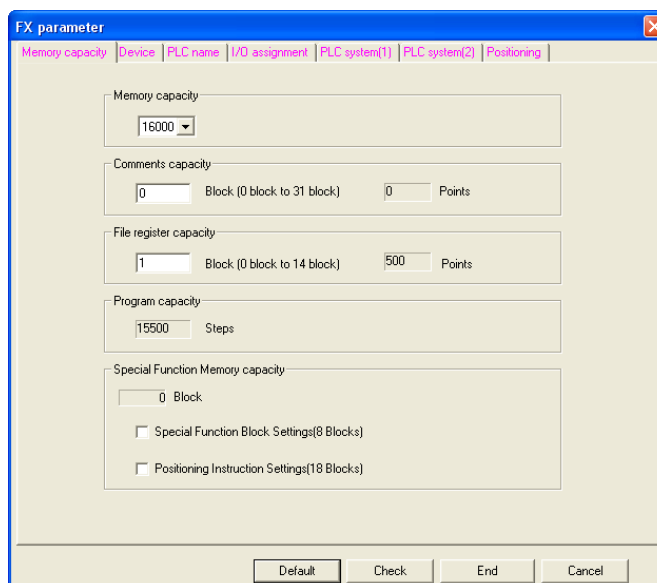 FX parameter
Memory capacity Device PLC name I/O assignment PLC system(1) PLC system(2) Positioning
Memory capacity
16000
Comments capacity
0 Block (0 block to 31 block) 0 Points
File register capacity
1 Block (0 block to 14 block) 500 Points
Program capacity
15500 Steps
Special Function Memory capacity
0 Block
Special Function Block Settings(8 Blocks)
Positioning Instruction Settings(18 Blocks)
Default Check End Cancel